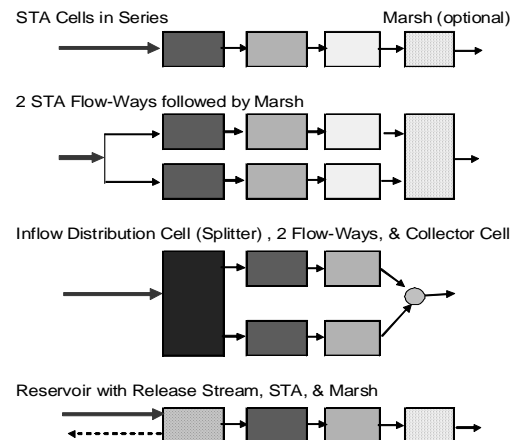 STA Cells in Series Marsh (optional)
2 STA Flow-Ways followed by Marsh
Inflow Distribution Cell (Splitter) , 2 Flow-Ways, & Collector Cell
Reservoir with Release Stream, STA, & Marsh